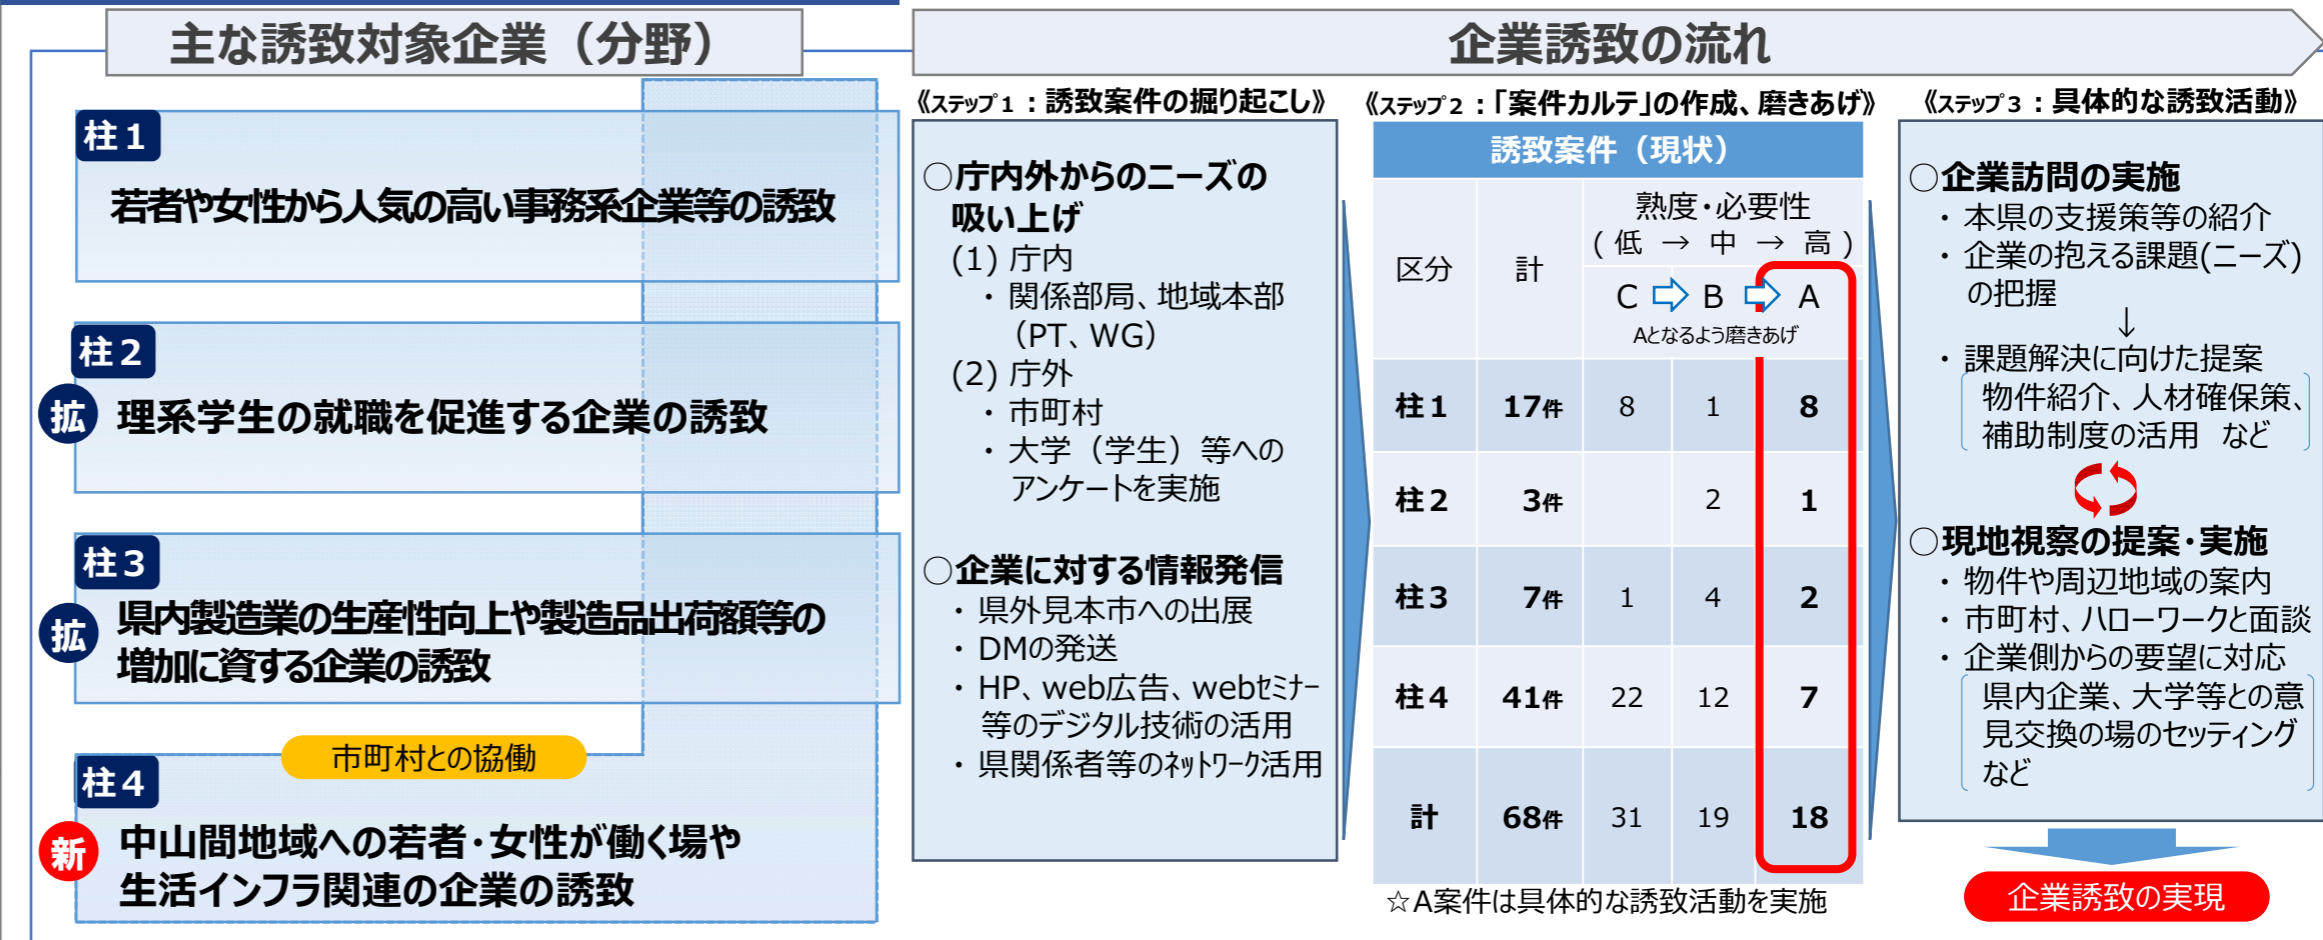 主な誘致対象企業（分野）
柱１
若者や女性から人気の高い事務系企業等の誘致
柱２
拡
理系学生の就職を促進する企業の誘致
柱３
拡
県内製造業の生産性向上や製造品出荷額等の
増加に資する企業の誘致
市町村との協働
柱４
新
中山間地域への若者・女性が働く場や
生活インフラ関連の企業の誘致
企業誘致の流れ
《ステップ１：誘致案件の掘り起こし》
○庁内外からのニーズの
吸い上げ
(1) 庁内
・関係部局、地域本部
（PT、WG）
(2) 庁外
・市町村
・大学（学生）等への
アンケートを実施
○企業に対する情報発信
・県外見本市への出展
・DMの発送
・HP、web広告、webセミナー
等のデジタル技術の活用
・県関係者等のネットワーク活用
《ステップ２：「案件カルテ」の作成、磨きあげ》
誘致案件（現状）
区分 計 熟度・必要性
( 低 → 中 → 高 )
C ⇨ B ⇨ A
Aとなるよう磨きあげ
柱１ 17件 8 1 8
柱２ 3件 2 1
柱３ 7件 1 4 2
柱４ 41件 22 12 7
計 68件 31 19 18
☆A案件は具体的な誘致活動を実施
《ステップ３：具体的な誘致活動》
○企業訪問の実施
・本県の支援策等の紹介
・企業の抱える課題(ニーズ)
の把握
↓
・課題解決に向けた提案
物件紹介、人材確保策、
補助制度の活用　など
○現地視察の提案・実施
・物件や周辺地域の案内
・市町村、ハローワークと面談
・企業側からの要望に対応
県内企業、大学等との意
見交換の場のセッティング
など
企業誘致の実現